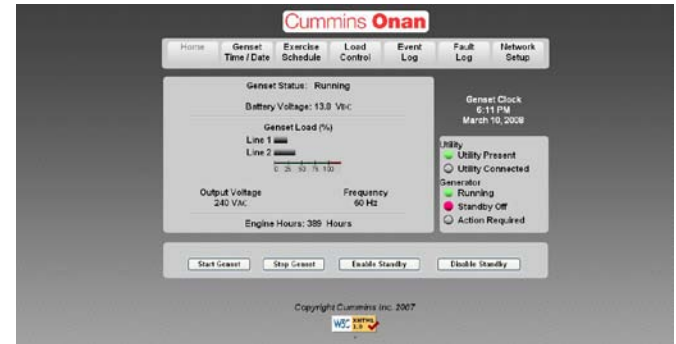 Cummins Onan
Home
Genset Time / Date
Exercise Schedule
Load Control
Event Log
Fault Log
Network Setup
Genset Status: Running
Battery Voltage: 13.8 VDC
Genset Load (%)
Line 1
Line 2
0 25 50 75 100
Output Voltage
240 VAC
Frequency
60 Hz
Engine Hours: 389 Hours
Genset Clock
6:11 PM
March 10, 2008
Utility
Utility Present
Utility Connected
Generator
Running
Standby Off
Action Required
Start Genset
Stop Genset
Enable Standby
Disable Standby
Copyright Cummins Inc. 2007
W3C XHTML 1.0